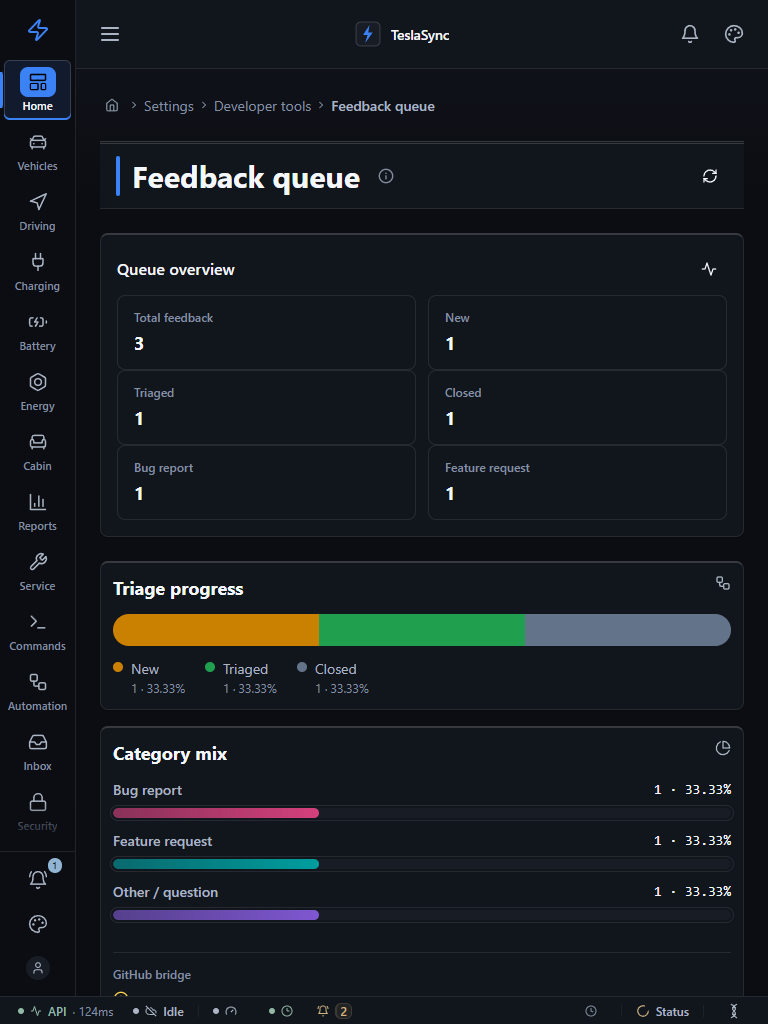 TeslaSync
Home
Vehicles
Driving
Charging
Battery
Energy
Cabin
Reports
Service
Commands
Automation
Inbox
Security
1
Settings > Developer tools > Feedback queue
Feedback queue
Queue overview
Total feedback
3
New
1
Triaged
1
Closed
1
Bug report
1
Feature request
1
Triage progress
New
1 · 33.33%
Triaged
1 · 33.33%
Closed
1 · 33.33%
Category mix
Bug report 1 · 33.33%
Feature request 1 · 33.33%
Other / question 1 · 33.33%
GitHub bridge
API · 124ms Idle 2 Status